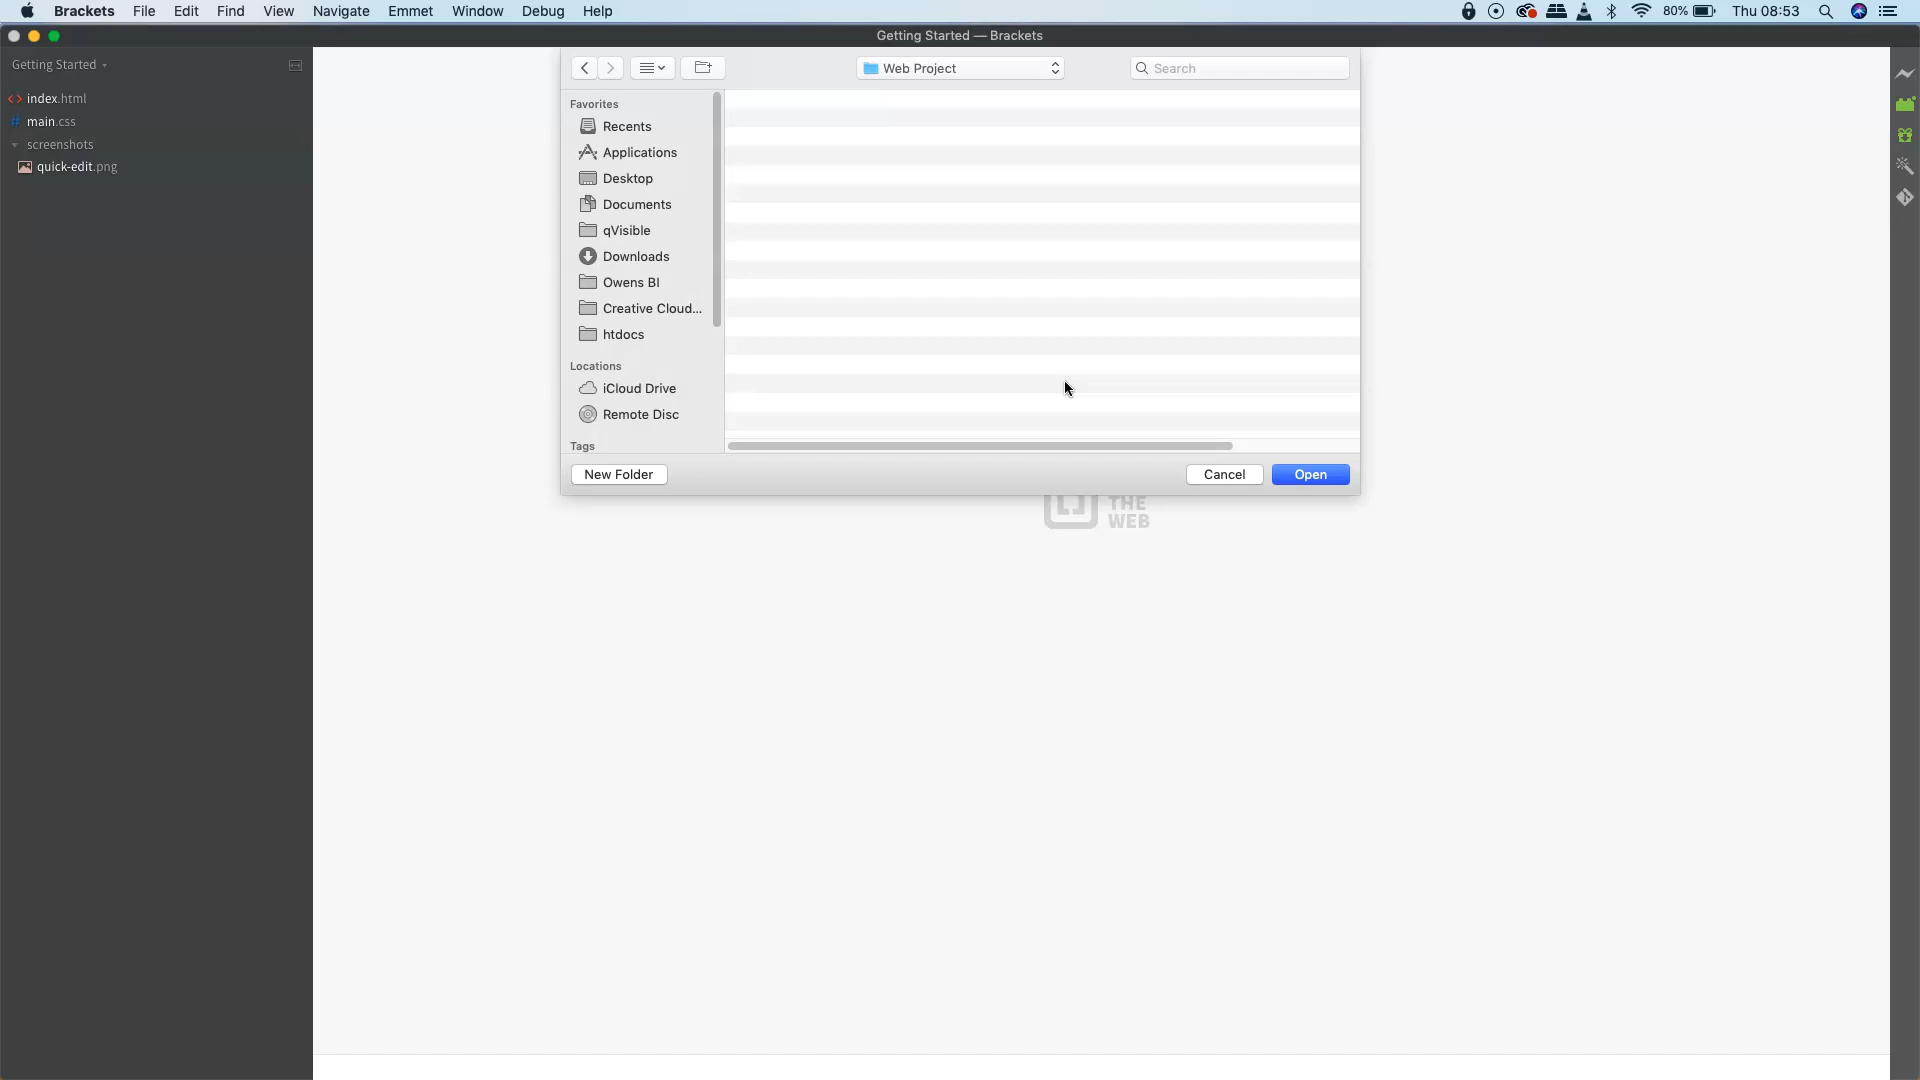 Brackets File Edit Find View Navigate Emmet Window Debug Help 80% Thu 08:53
Getting Started — Brackets
Getting Started
index.html
main.css
screenshots
quick-edit.png
Web Project
Search
Favorites
Recents
Applications
Desktop
Documents
qVisible
Downloads
Owens BI
Creative Cloud...
htdocs
Locations
iCloud Drive
Remote Disc
Tags
New Folder Cancel Open
THE
WEB